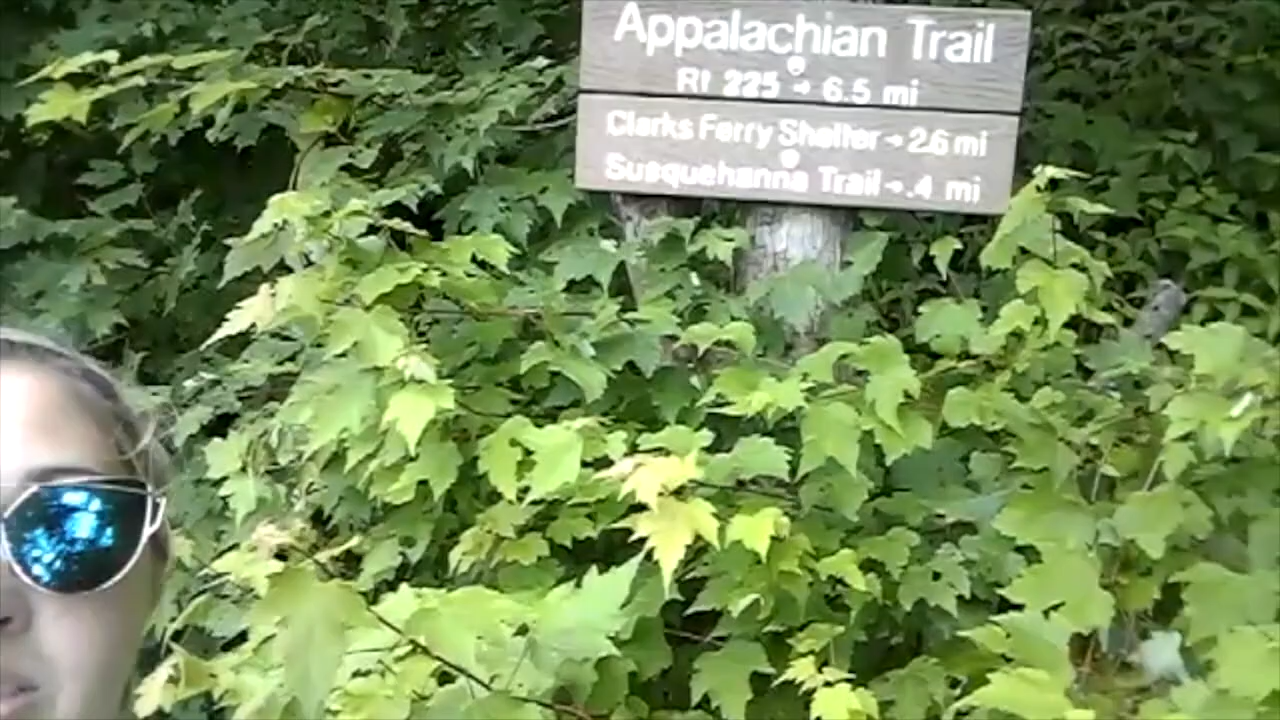 Appalachian Trail
Rt 225 → 6.5 mi
Clarks Ferry Shelter → 2.6 mi
Susquehanna Trail → .4 mi